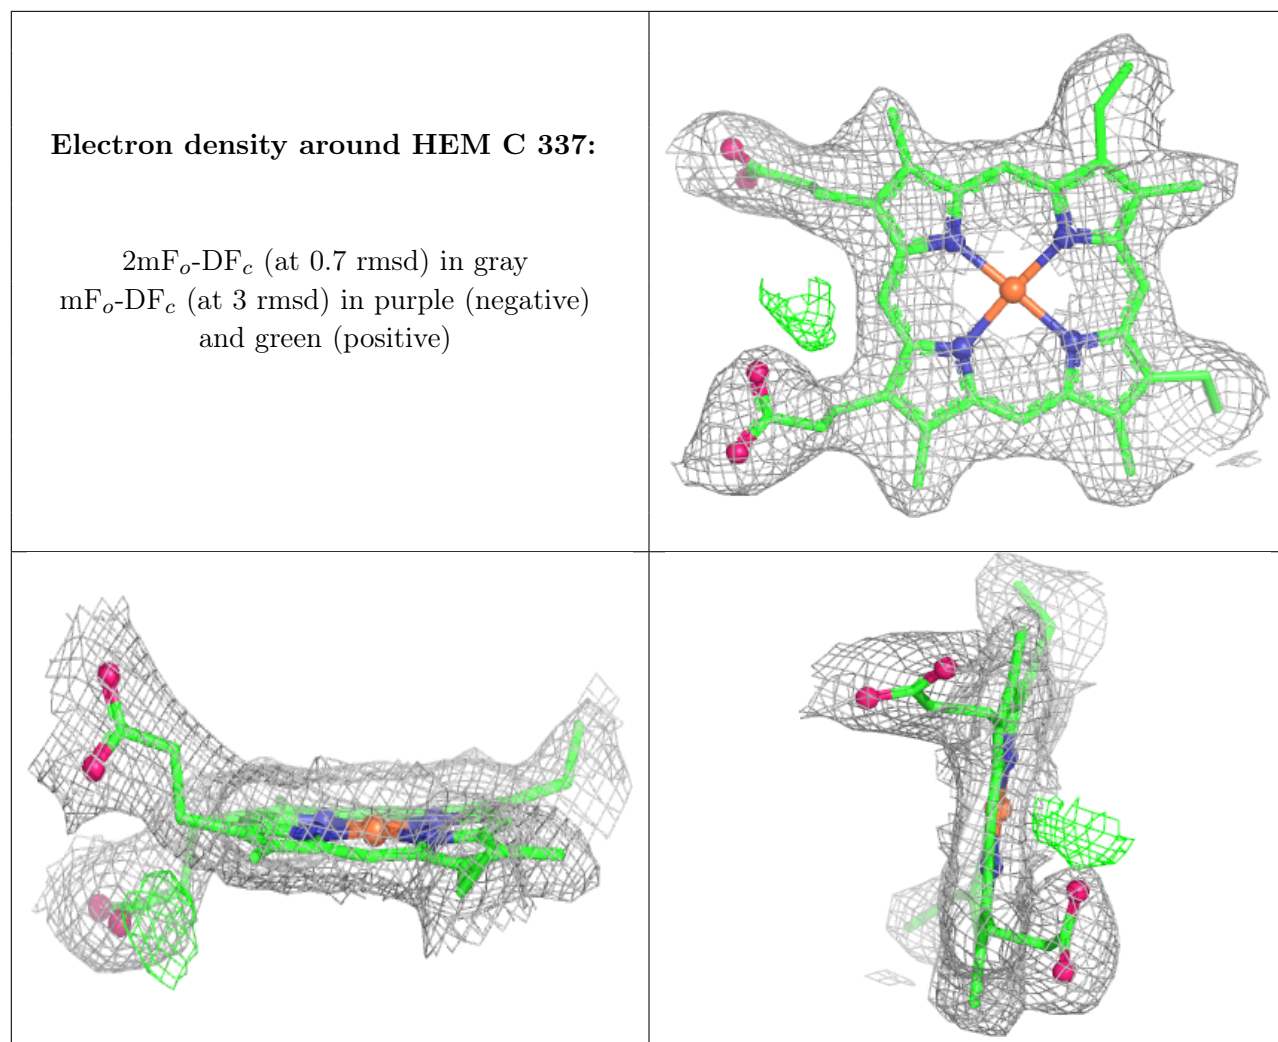 Electron density around HEM C 337:
2mFo-DFc (at 0.7 rmsd) in gray
mFo-DFc (at 3 rmsd) in purple (negative)
and green (positive)